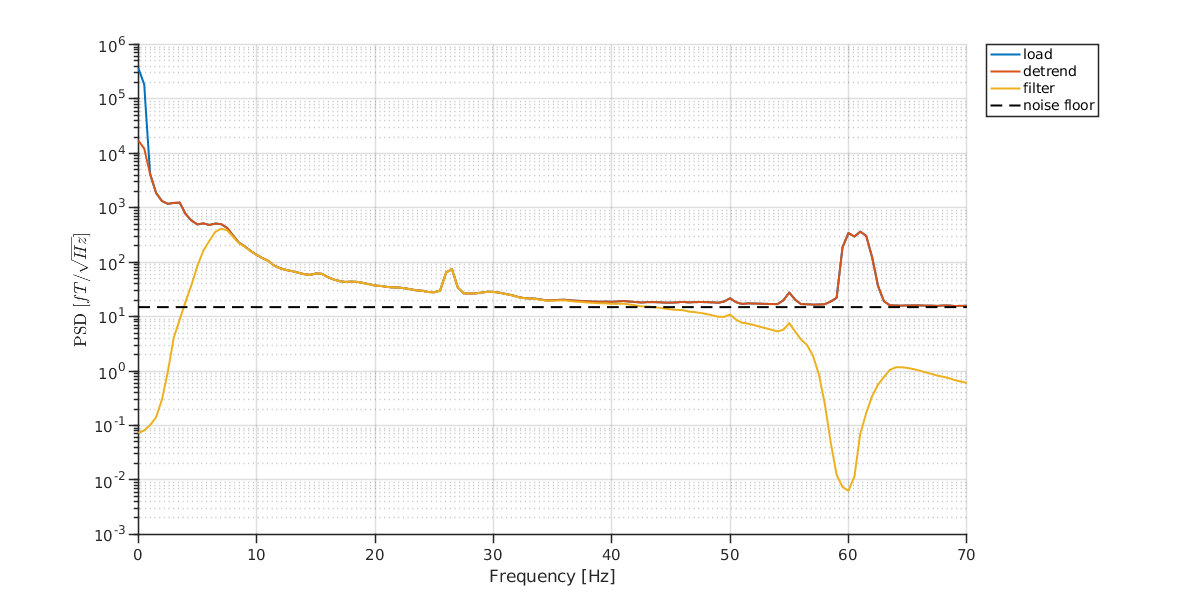 10^6
10^5
10^4
10^3
10^2
10^1
10^0
10^-1
10^-2
10^-3
PSD [fT/√Hz]
0 10 20 30 40 50 60 70
Frequency [Hz]
load
detrend
filter
noise floor